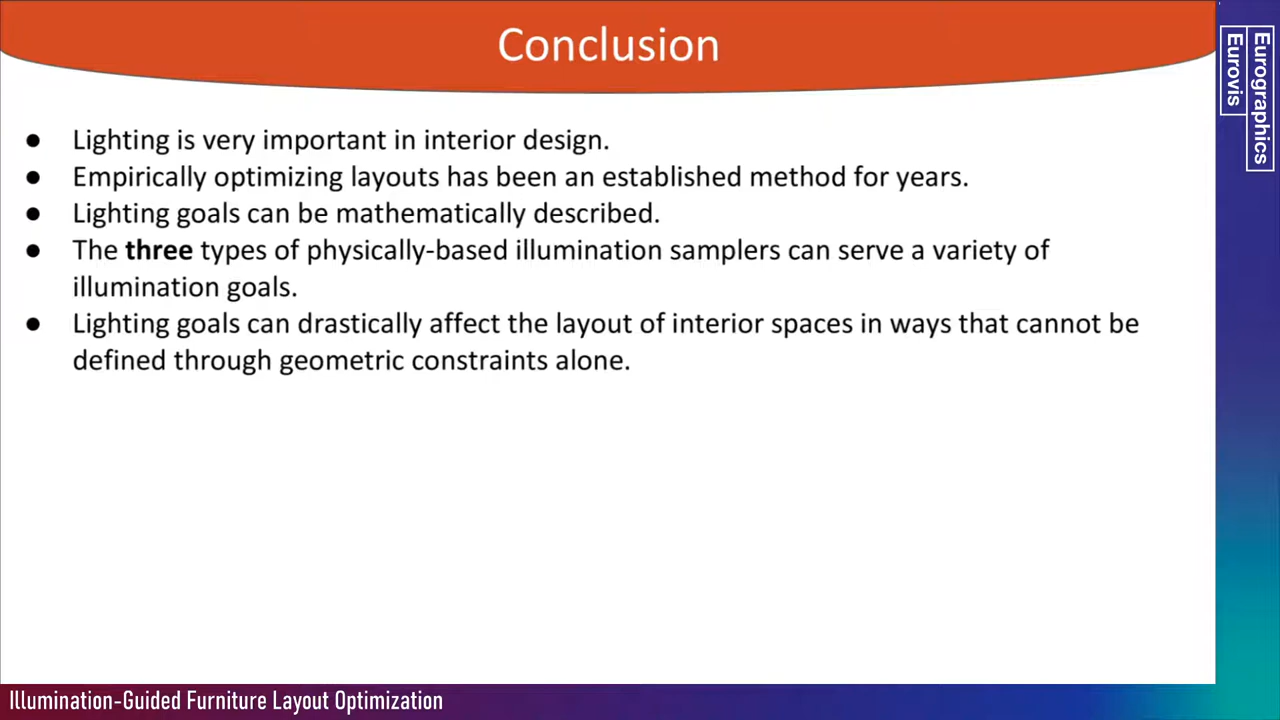 Conclusion
● Lighting is very important in interior design.
● Empirically optimizing layouts has been an established method for years.
● Lighting goals can be mathematically described.
● The three types of physically-based illumination samplers can serve a variety of
illumination goals.
● Lighting goals can drastically affect the layout of interior spaces in ways that cannot be
defined through geometric constraints alone.
Eurographics
Eurovis
Illumination-Guided Furniture Layout Optimization